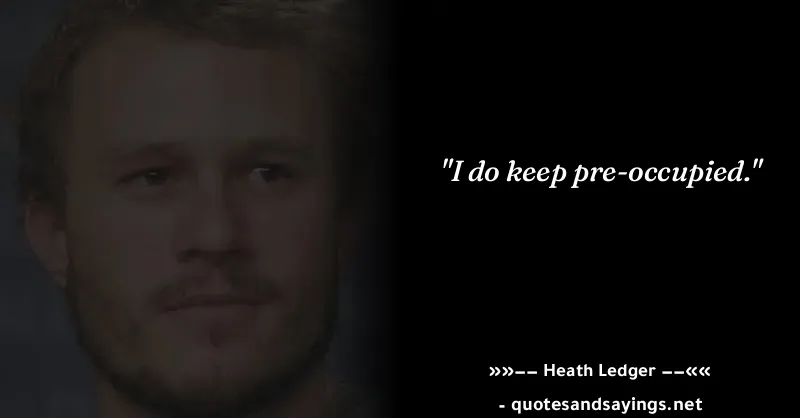 "I do keep pre-occupied."
»»−− Heath Ledger −−««
- quotesandsayings.net